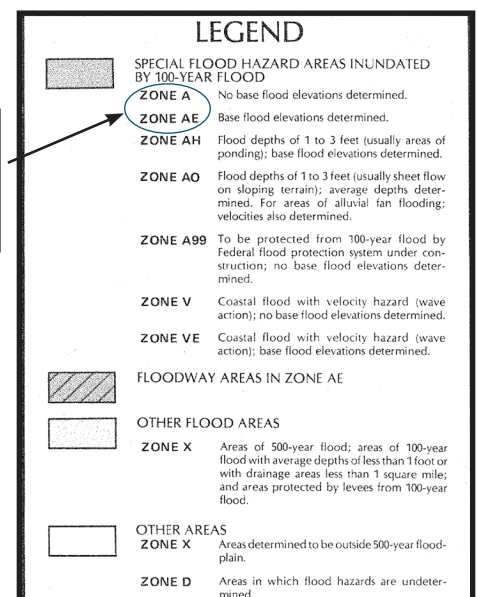 LEGEND
SPECIAL FLOOD HAZARD AREAS INUNDATED
BY 100-YEAR FLOOD
ZONE A No base flood elevations determined.
ZONE AE Base flood elevations determined.
ZONE AH Flood depths of 1 to 3 feet (usually areas of
ponding); base flood elevations determined.
ZONE AO Flood depths of 1 to 3 feet (usually sheet flow
on sloping terrain); average depths deter-
mined. For areas of alluvial fan flooding;
velocities also determined.
ZONE A99 To be protected from 100-year flood by
Federal flood protection system under con-
struction; no base flood elevations deter-
mined.
ZONE V Coastal flood with velocity hazard (wave
action); no base flood elevations determined.
ZONE VE Coastal flood with velocity hazard (wave
action); base flood elevations determined.
FLOODWAY AREAS IN ZONE AE
OTHER FLOOD AREAS
ZONE X Areas of 500-year flood; areas of 100-year
flood with average depths of less than 1 foot or
with drainage areas less than 1 square mile;
and areas protected by levees from 100-year
flood.
OTHER AREAS
ZONE X Areas determined to be outside 500-year flood-
plain.
ZONE D Areas in which flood hazards are undeter-
mined